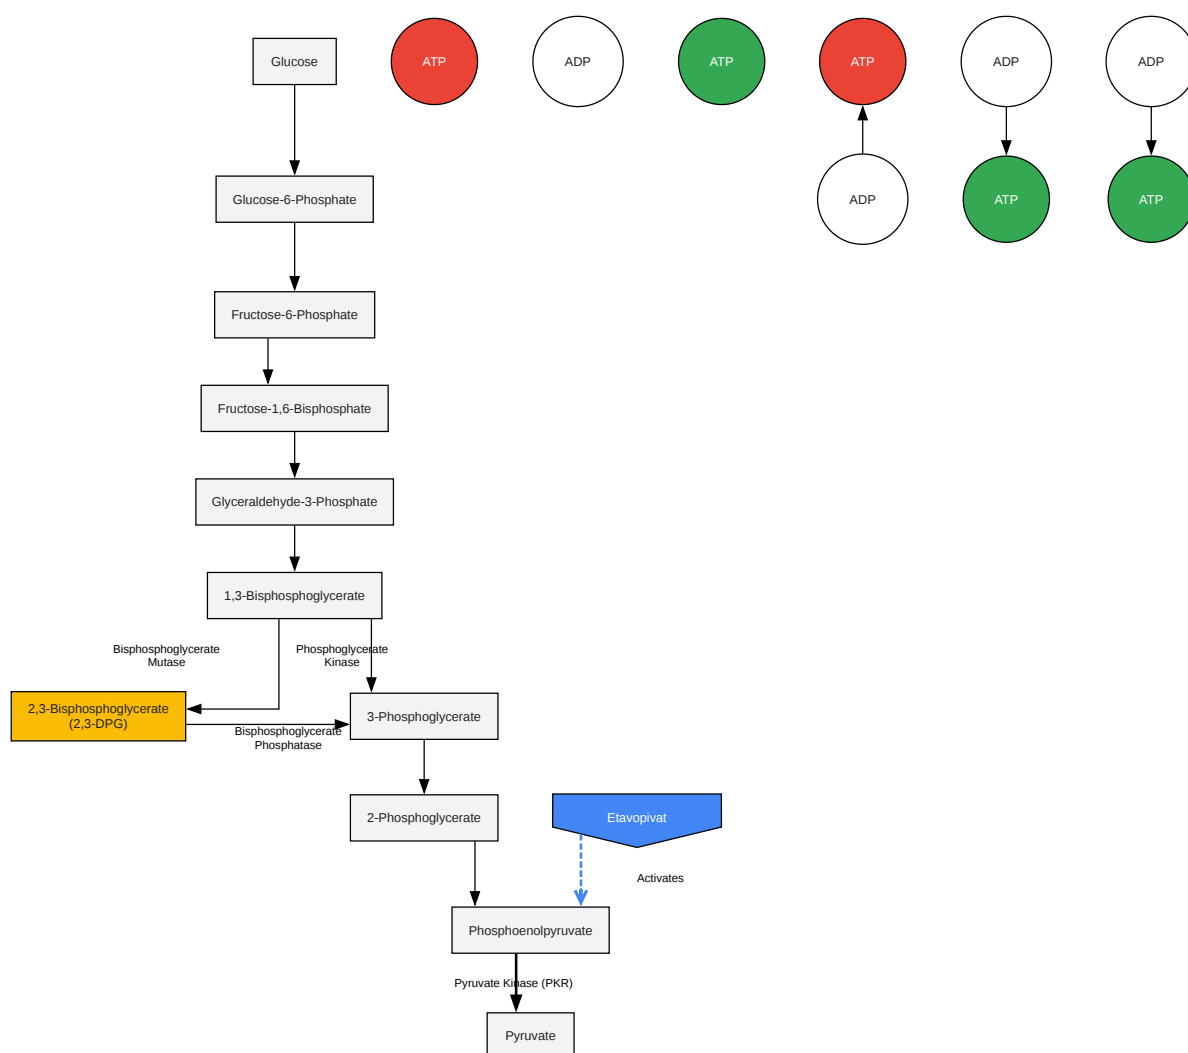 Glucose
ATP
ADP
ATP
ATP
ADP
ADP
Glucose-6-Phosphate
ADP
ATP
ATP
Fructose-6-Phosphate
Fructose-1,6-Bisphosphate
Glyceraldehyde-3-Phosphate
1,3-Bisphosphoglycerate
Bisphosphoglycerate
Mutase
Phosphoglycerate
Kinase
2,3-Bisphosphoglycerate
(2,3-DPG)
3-Phosphoglycerate
Bisphosphoglycerate
Phosphatase
2-Phosphoglycerate
Etavopivat
Activates
Phosphoenolpyruvate
Pyruvate Kinase (PKR)
Pyruvate